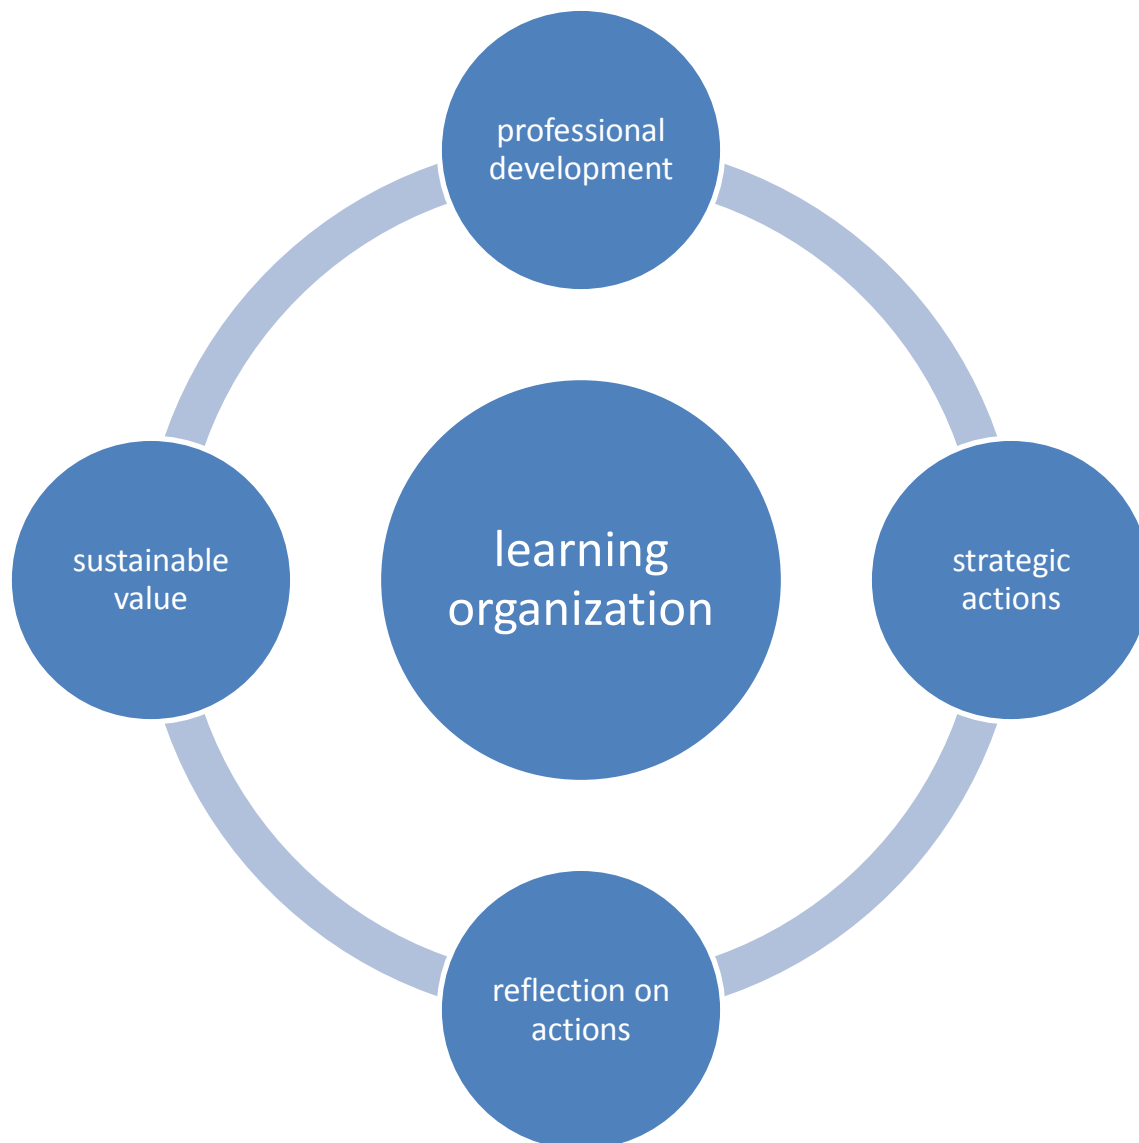 professional
development
sustainable
value
learning
organization
strategic
actions
reflection on
actions